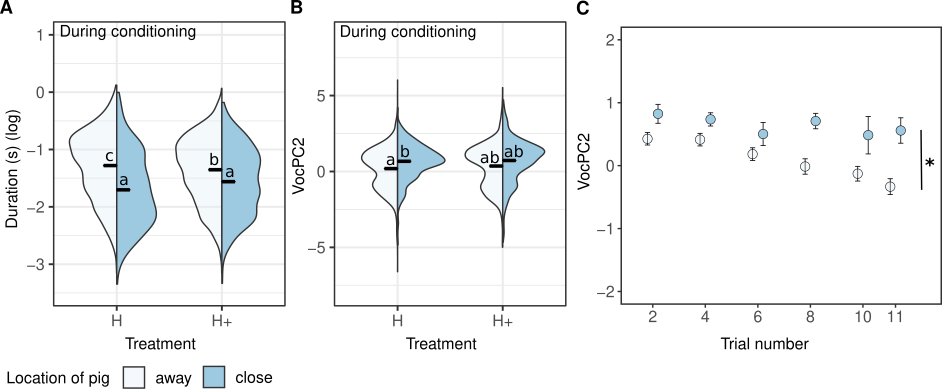 A
During conditioning
Duration (s) (log)
1
0
−1
−2
−3
c
a
b
a
H
H+
Treatment
B
During conditioning
VocPC2
5
0
−5
a
b
ab
ab
H
H+
Treatment
C
VocPC2
2
1
0
−1
−2
*
2
4
6
8
10
11
Trial number
Location of pig
away
close